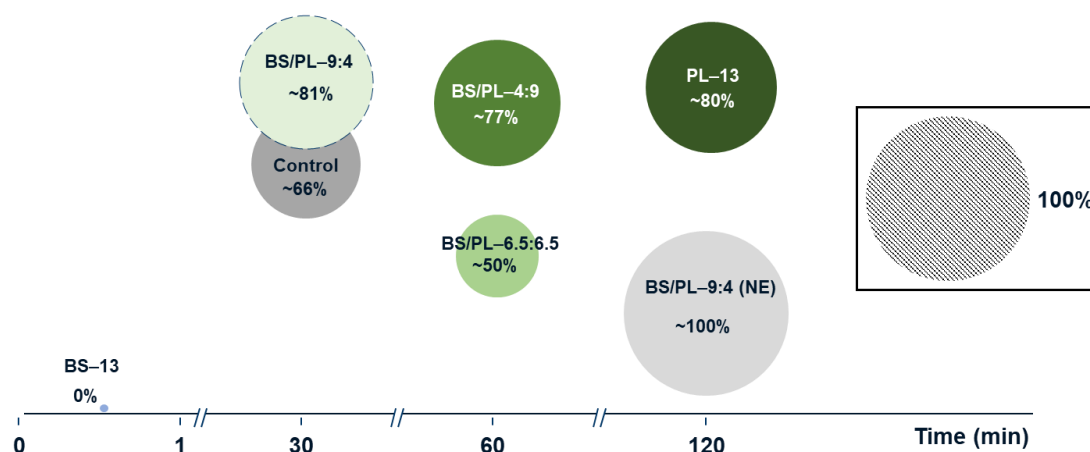 BS/PL–9:4
~81%
Control
~66%
BS/PL–4:9
~77%
BS/PL–6.5:6.5
~50%
PL–13
~80%
BS/PL–9:4 (NE)
~100%
100%
BS–13
0%
0
1
30
60
120
Time (min)